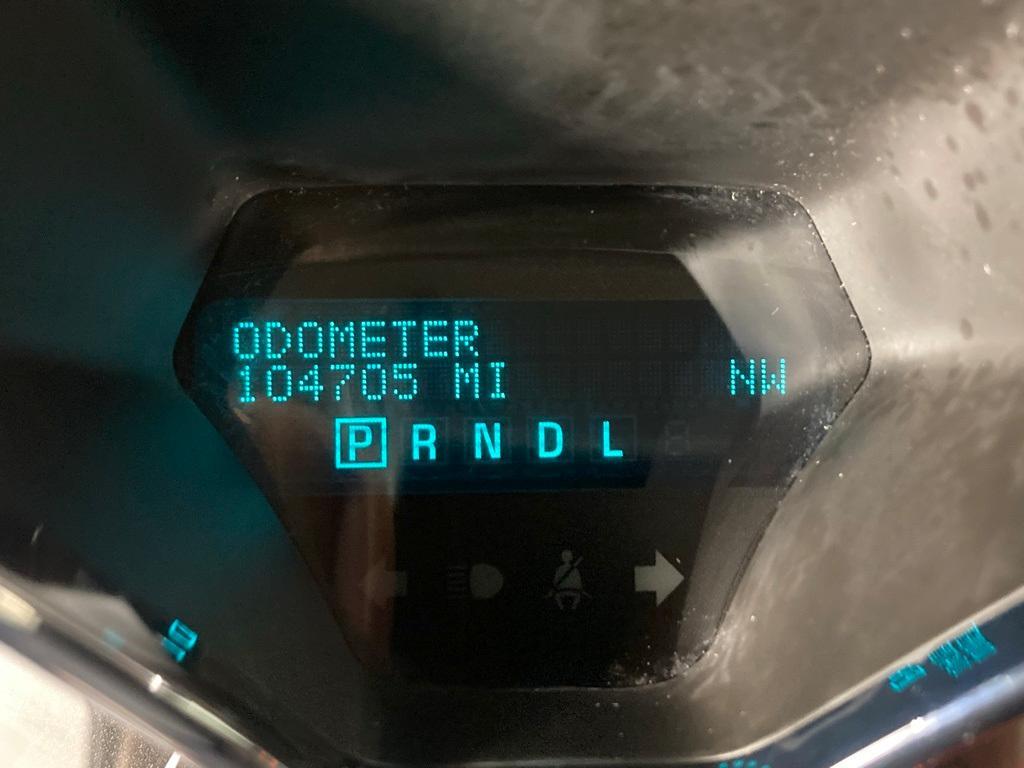 ODOMETER
104705 MI NW
P R N D L